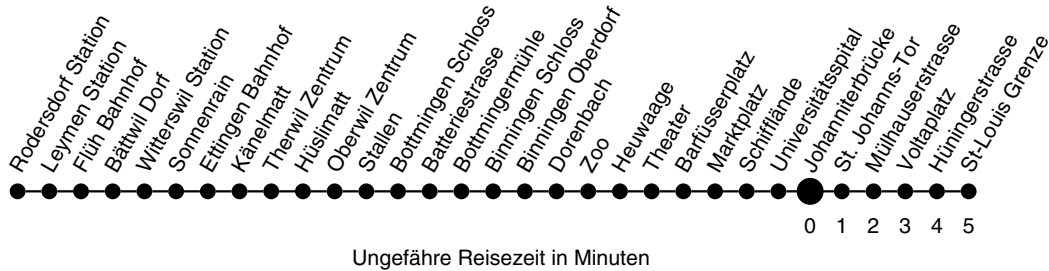 Rodersdorf Station
Leymen Station
Flüh Bahnhof
Bättwil Dorf
Witterswil Station
Sonnenrain
Ettingen Bahnhof
Känelmatt
Therwil Zentrum
Hüslimatt
Oberwil Zentrum
Stallen
Bottmingen Schloss
Batteriestrasse
Bottmingermühle
Binningen Schloss
Binningen Oberdorf
Dorenbach
Zoo
Heuwaage
Theater
Barfüsserplatz
Marktplatz
Schifflände
Universitätsspital
Johanniterbrücke
St. Johanns-Tor
Mülhauserstrasse
Voltaplatz
Hüningerstrasse
St-Louis Grenze
0 1 2 3 4 5
Ungefähre Reisezeit in Minuten